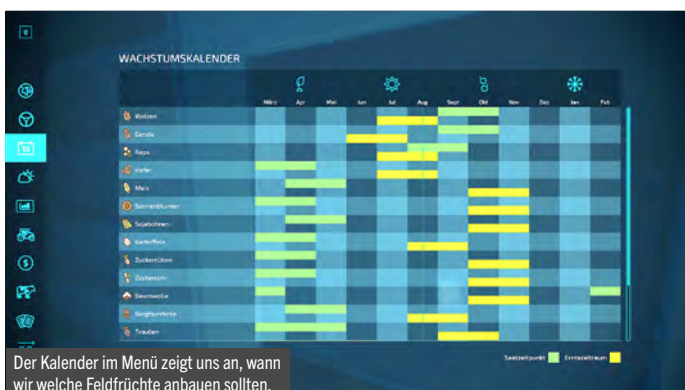 WACHSTUMSKALENDER
März Apr Mai Jun Jul Aug Sept Okt Nov Dez Jan Feb
Weizen
Gerste
Raps
Hafer
Mais
Sonnenblumen
Sojabohnen
Kartoffeln
Zuckerrüben
Zuckerrohr
Baumwolle
Sorghumhirse
Trauben
Saatzeitpunkt Erntezeitraum
Der Kalender im Menü zeigt uns an, wann
wir welche Feldfrüchte anbauen sollten.